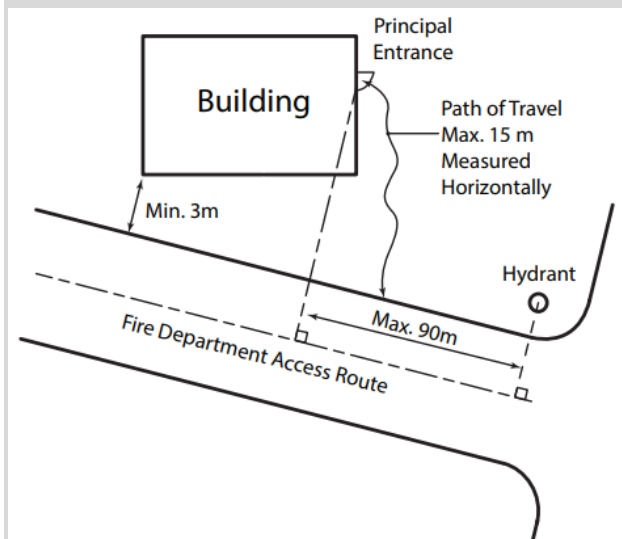 Principal
Entrance
Building
Path of Travel
Max. 15 m
Measured
Horizontally
Min. 3m
Hydrant
Max. 90m
Fire Department Access Route